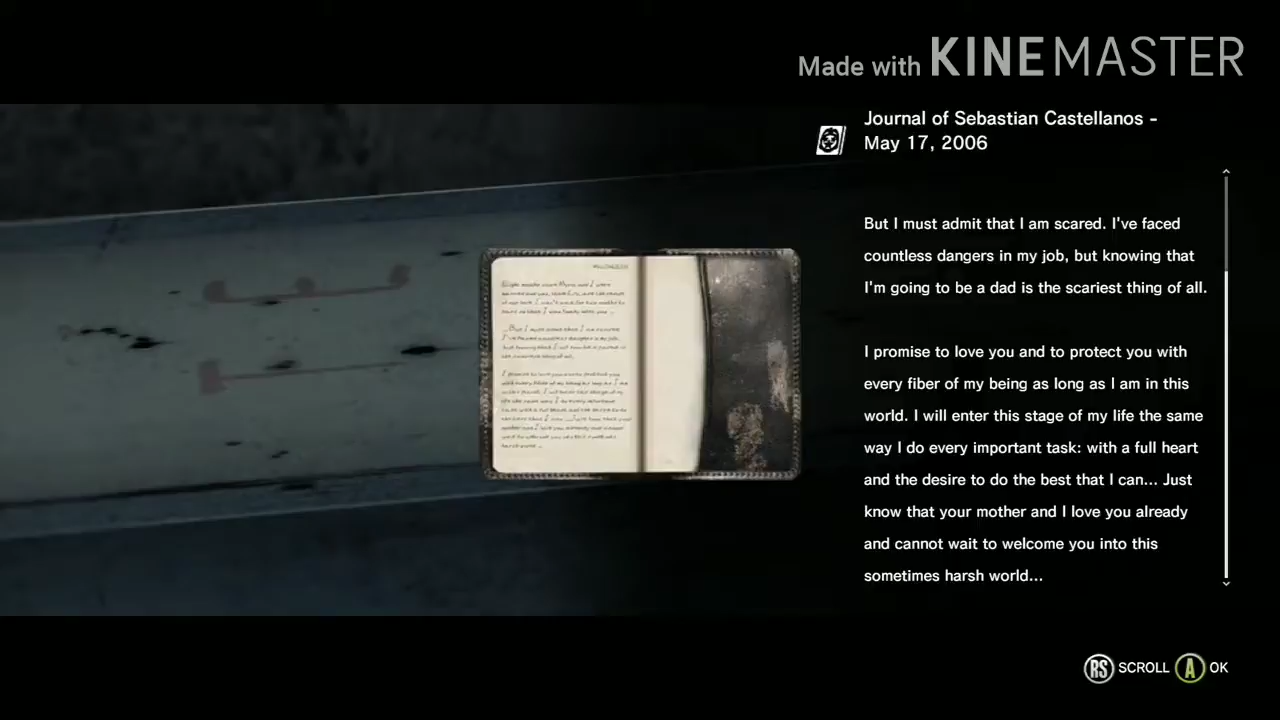 Made with KINEMASTER
Journal of Sebastian Castellanos -
May 17, 2006
But I must admit that I am scared. I've faced
countless dangers in my job, but knowing that
I'm going to be a dad is the scariest thing of all.
I promise to love you and to protect you with
every fiber of my being as long as I am in this
world. I will enter this stage of my life the same
way I do every important task: with a full heart
and the desire to do the best that I can... Just
know that your mother and I love you already
and cannot wait to welcome you into this
sometimes harsh world...
RS SCROLL A OK